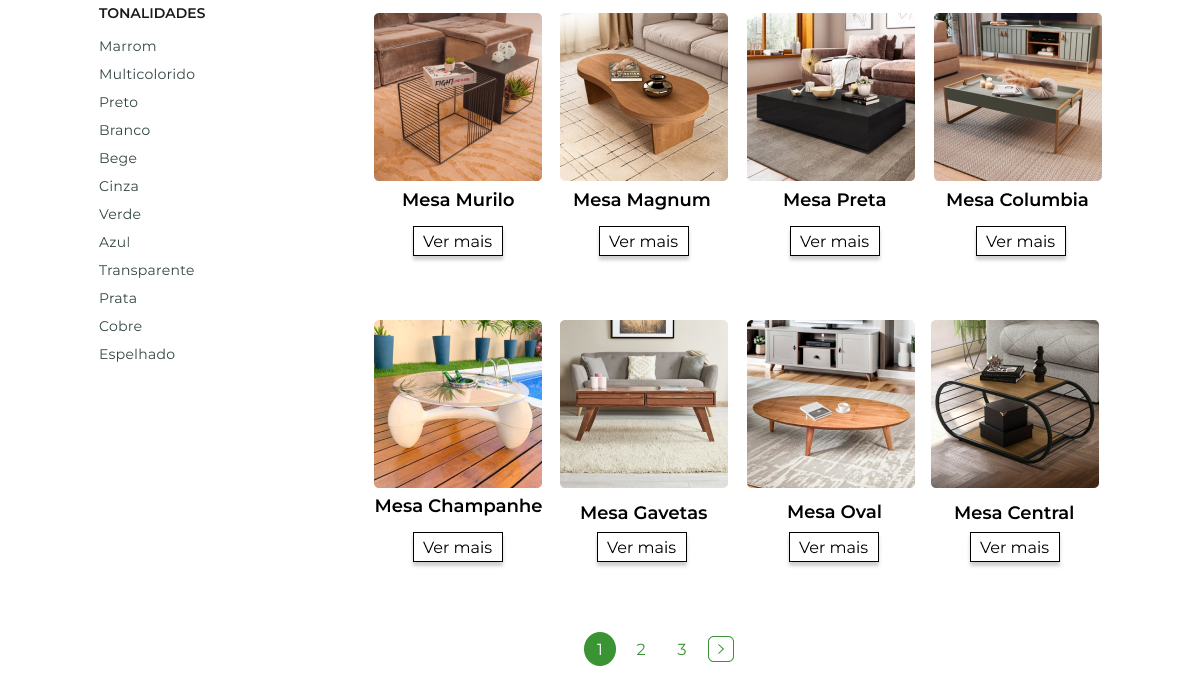 TONALIDADES
Marrom
Multicolorido
Preto
Branco
Bege
Cinza
Verde
Azul
Transparente
Prata
Cobre
Espelhado
Mesa Murilo
Mesa Magnum
Mesa Preta
Mesa Columbia
Ver mais
Ver mais
Ver mais
Ver mais
Mesa Champanhe
Mesa Gavetas
Mesa Oval
Mesa Central
Ver mais
Ver mais
Ver mais
Ver mais
1 2 3 >